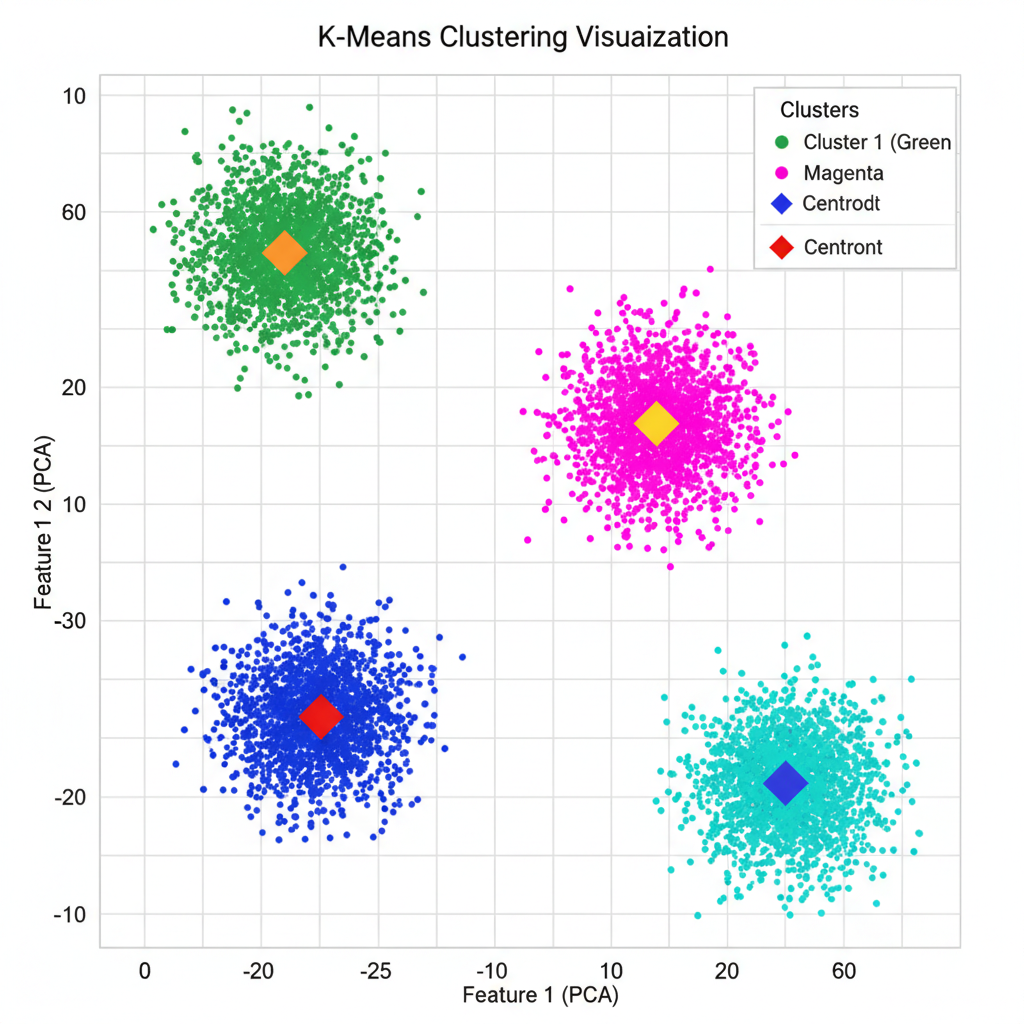 K-Means Clustering Visuaization
Clusters
Cluster 1 (Green
Magenta
Centrodt
Centront
10
60
20
10
-30
-20
-10
Feature 1 2 (PCA)
0 -20 -25 -10 10 20 60
Feature 1 (PCA)